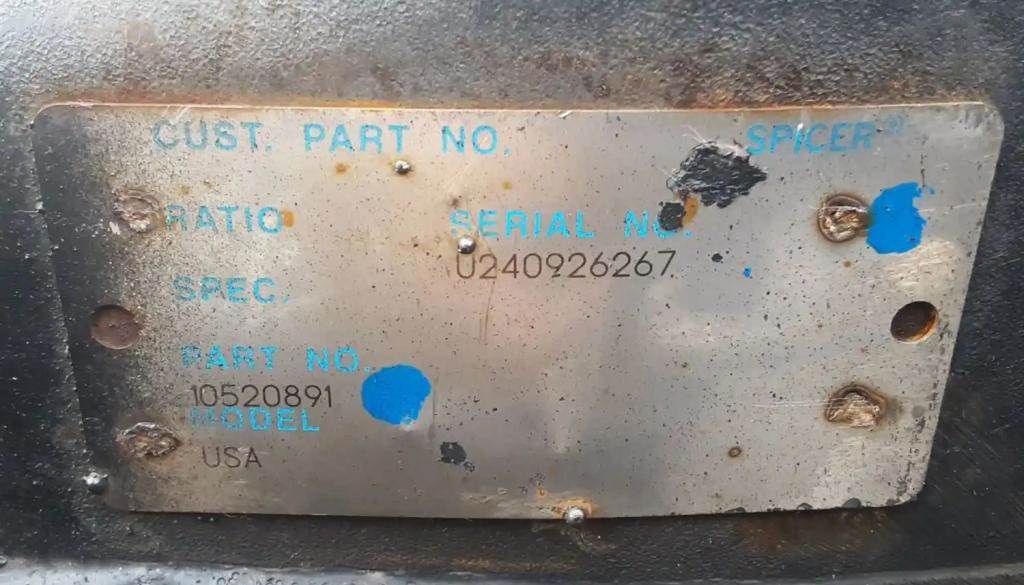 CUST. PART NO. SPICER®
RATIO SERIAL NO.
U240926267
SPEC.
PART NO.
10520891
MODEL
USA